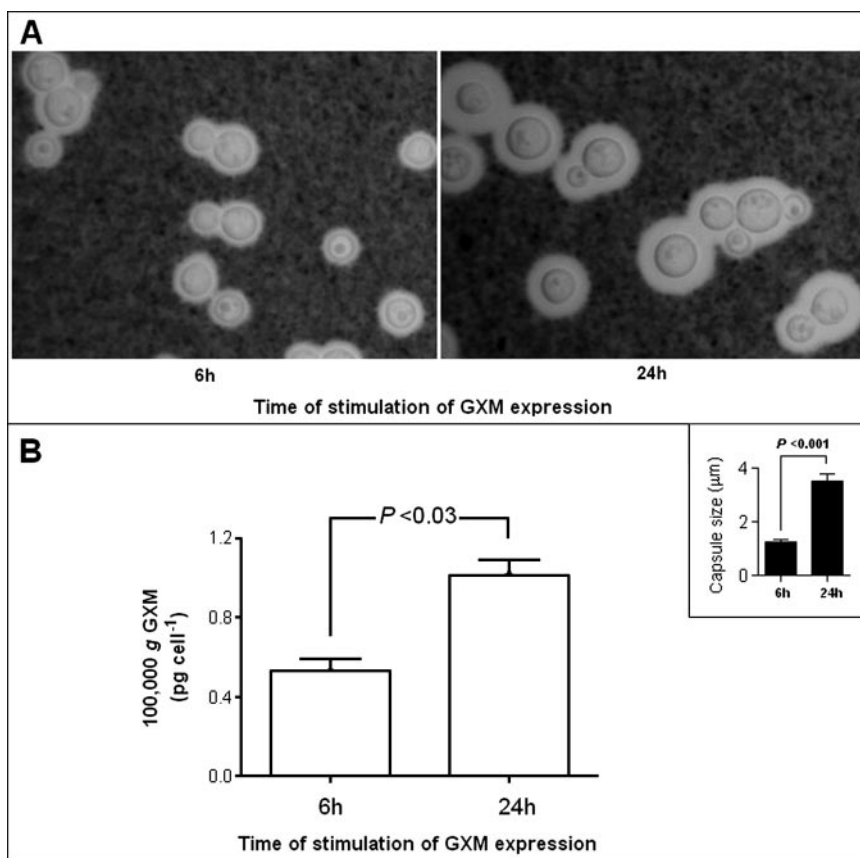 A
6h
24h
Time of stimulation of GXM expression
B
P <0.03
1.2
0.8
0.4
0.0
100,000 g GXM
(pg cell-1)
6h
24h
Time of stimulation of GXM expression
P <0.001
4
2
0
Capsule size (µm)
6h
24h